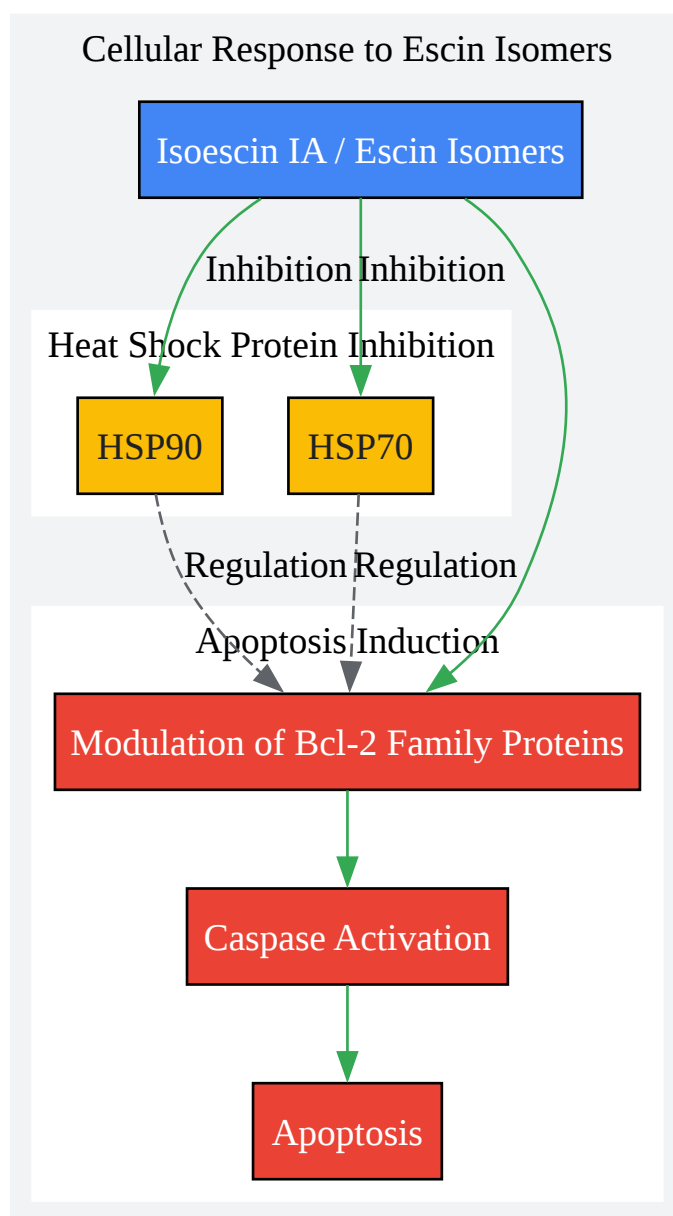 Cellular Response to Escin Isomers
Isoescin IA / Escin Isomers
Inhibition
Inhibition
Heat Shock Protein Inhibition
HSP90
HSP70
Regulation
Regulation
Apoptosis Induction
Modulation of Bcl-2 Family Proteins
Caspase Activation
Apoptosis